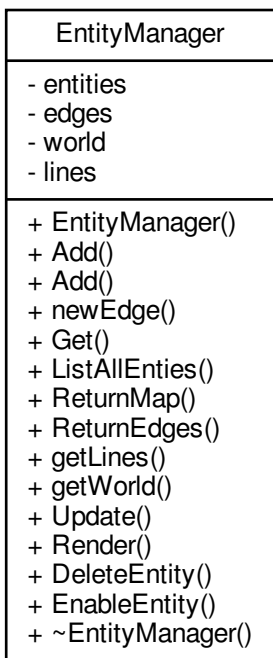 EntityManager
- entities
- edges
- world
- lines
+ EntityManager()
+ Add()
+ Add()
+ newEdge()
+ Get()
+ ListAllEnties()
+ ReturnMap()
+ ReturnEdges()
+ getLines()
+ getWorld()
+ Update()
+ Render()
+ DeleteEntity()
+ EnableEntity()
+ ~EntityManager()